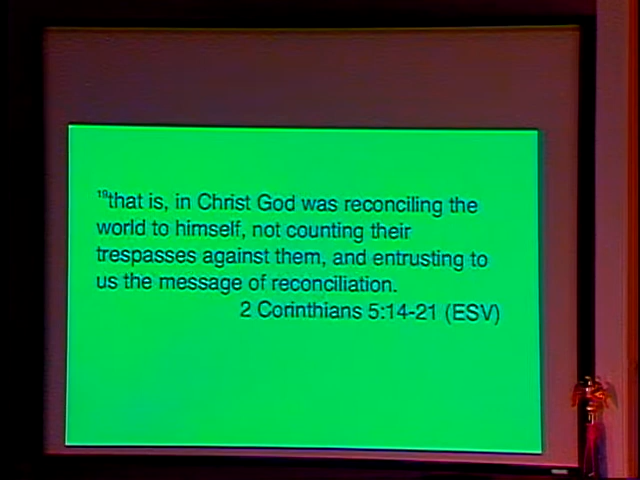 19that is, in Christ God was reconciling the
world to himself, not counting their
trespasses against them, and entrusting to
us the message of reconciliation.
2 Corinthians 5:14-21 (ESV)